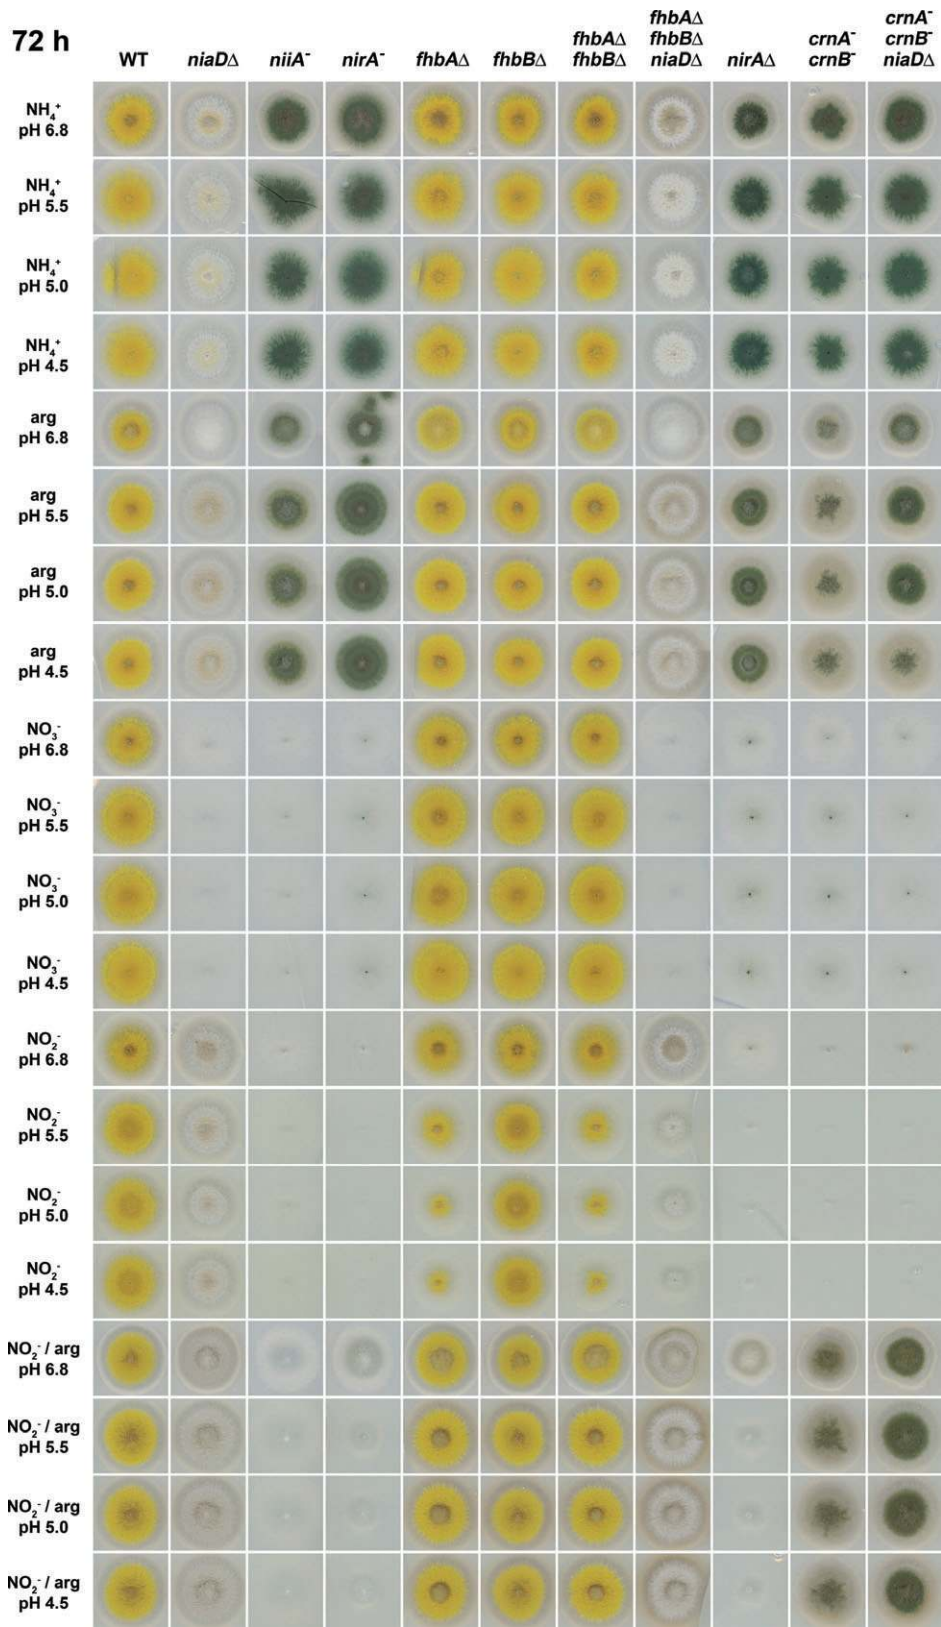 72 h
fhbAΔ
fhbBΔ
niaDΔ
crnA⁻
crnB⁻
niaDΔ
WT niaDΔ niiA⁻ nirA⁻ fhbAΔ fhbBΔ
fhbAΔ
fhbBΔ
nirAΔ
crnA⁻
crnB⁻
NH₄⁺
pH 6.8
NH₄⁺
pH 5.5
NH₄⁺
pH 5.0
NH₄⁺
pH 4.5
arg
pH 6.8
arg
pH 5.5
arg
pH 5.0
arg
pH 4.5
NO₃⁻
pH 6.8
NO₃⁻
pH 5.5
NO₃⁻
pH 5.0
NO₃⁻
pH 4.5
NO₂⁻
pH 6.8
NO₂⁻
pH 5.5
NO₂⁻
pH 5.0
NO₂⁻
pH 4.5
NO₂⁻ / arg
pH 6.8
NO₂⁻ / arg
pH 5.5
NO₂⁻ / arg
pH 5.0
NO₂⁻ / arg
pH 4.5